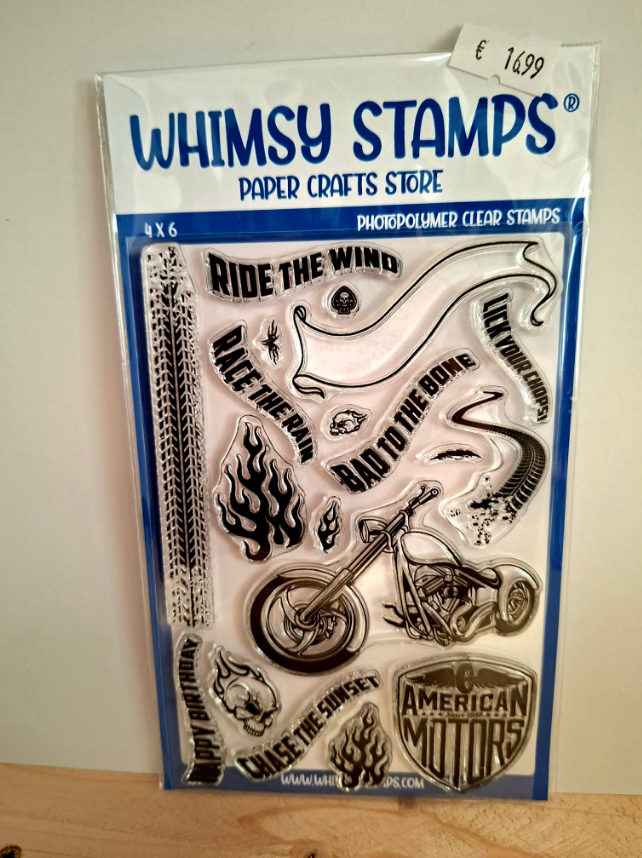 € 16,99
WHIMSY STAMPS®
PAPER CRAFTS STORE
4 X 6
PHOTOPOLYMER CLEAR STAMPS
RIDE THE WIND
RACE THE RAIN
LICK YOUR CHOPS!
BAD TO THE BONE
HAPPY BIRTHDAY
CHASE THE SUNSET
AMERICAN
MOTORS